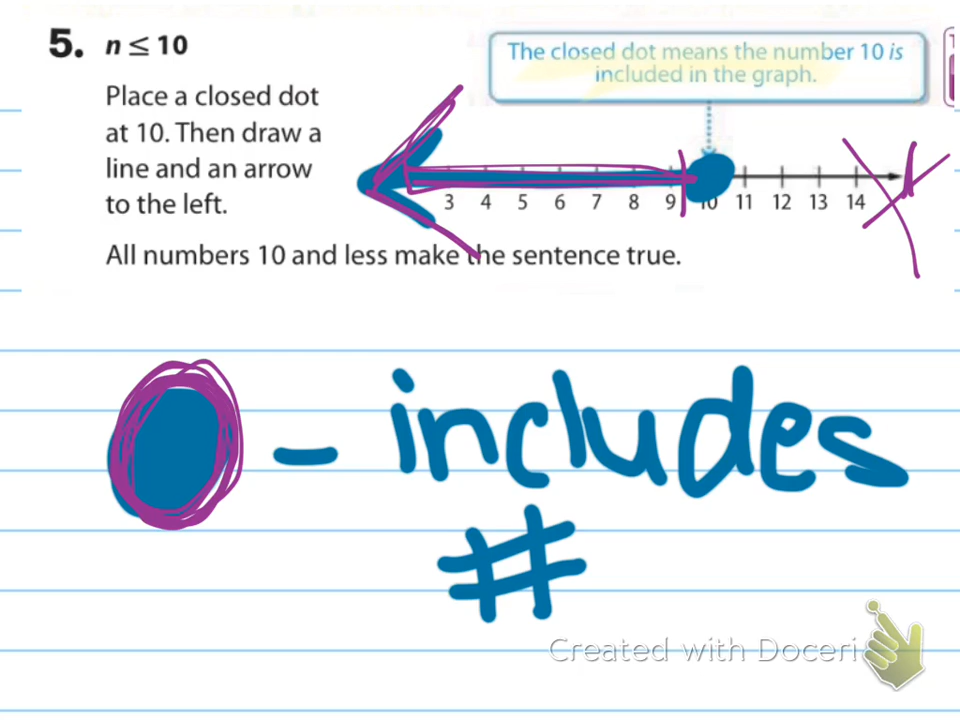 5. n ≤ 10
The closed dot means the number 10 is
included in the graph.
Place a closed dot
at 10. Then draw a
line and an arrow
to the left.
3 4 5 6 7 8 9 10 11 12 13 14
All numbers 10 and less make the sentence true.
- includes
#
Created with Doceri